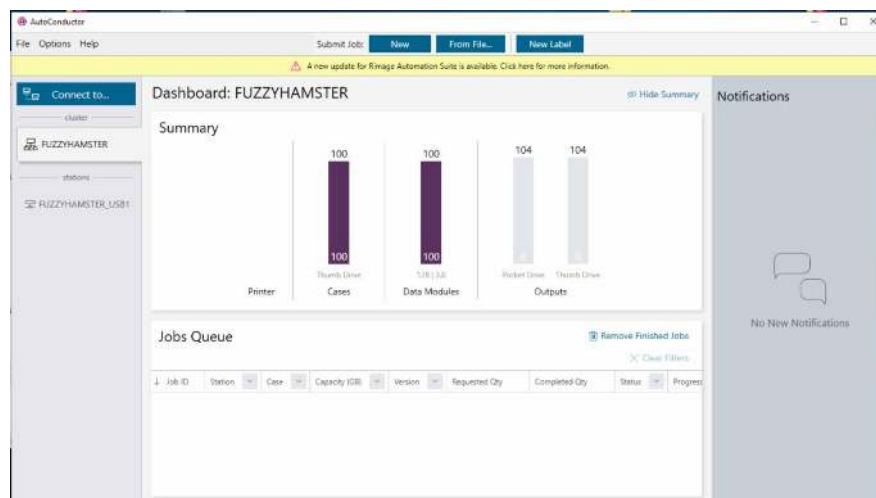 AutoConductor
File Options Help
Submit Job: New From File... New Label
A new update for Rimage Automation Suite is available. Click here for more information.
Connect to...
cluster
FUZZYHAMSTER
stations
FUZZYHAMSTER_USB1
Dashboard: FUZZYHAMSTER
Hide Summary
Summary
100 100 104 104
100 100
Thumb Drive Pocket Drive Thumb Drive
Printer Cases Data Modules Outputs
Jobs Queue
Remove Finished Jobs
Clear Filters
Job ID Station Case Capacity (GB) Version Requested Qty Completed Qty Status Progress
Notifications
No New Notifications